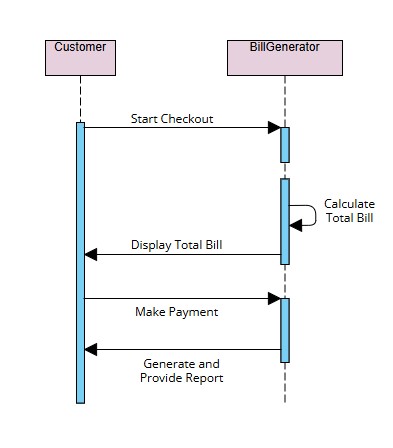 Customer
BillGenerator
Start Checkout
Calculate
Total Bill
Display Total Bill
Make Payment
Generate and
Provide Report